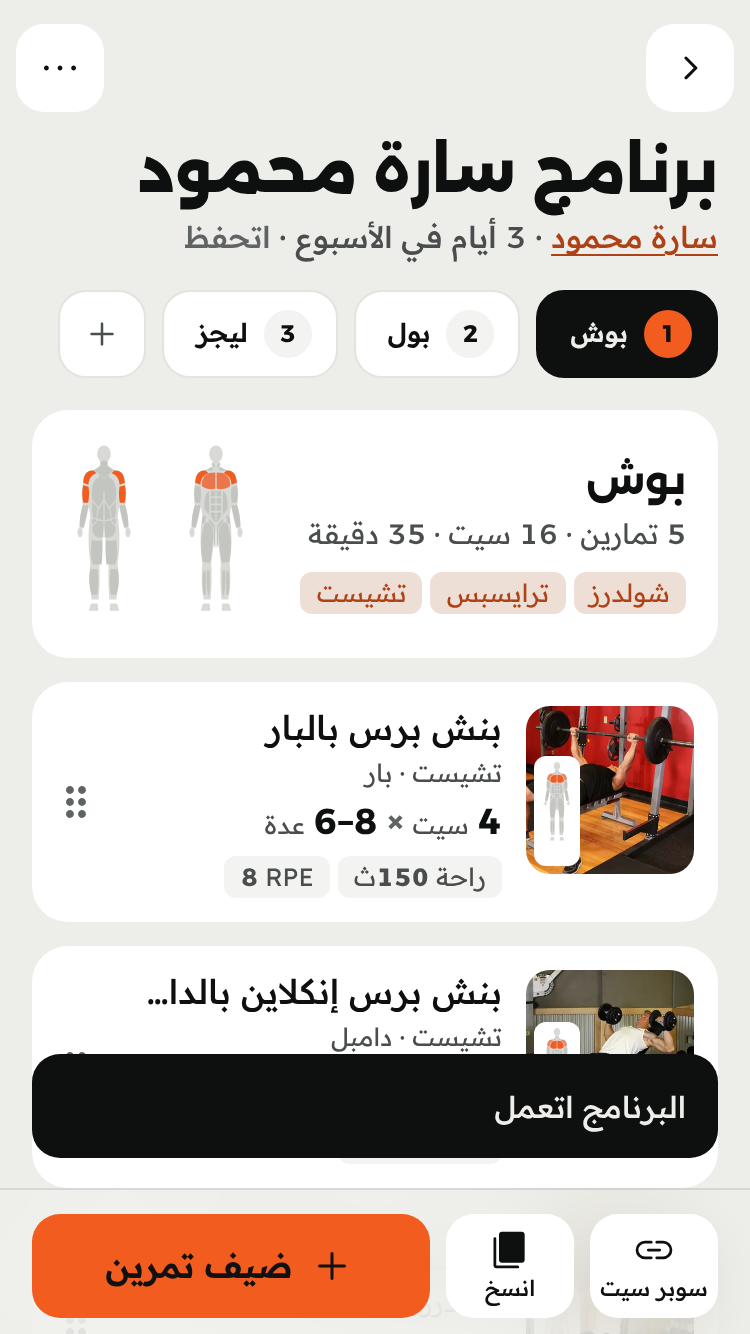 ...
برنامج سارة محمود
سارة محمود · 3 أيام في الأسبوع · اتحفظ
1 بوش
2 بول
3 ليجز
+
بوش
5 تمارين · 16 سيت · 35 دقيقة
شولدرز
ترايسبس
تشيست
بنش برس بالبار
تشيست · بار
4 سيت × 6–8 عدة
راحة 150ث
RPE 8
بنش برس إنكلاين بالدا...
تشيست · دامبل
البرنامج اتعمل
سوبر سيت
انسخ
+ ضيف تمرين